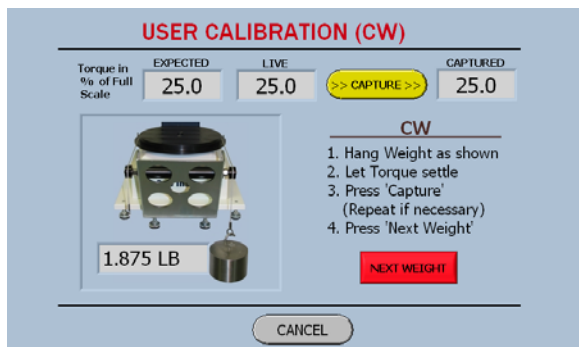 USER CALIBRATION (CW)
Torque in
% of Full
Scale
EXPECTED
25.0
LIVE
25.0
>> CAPTURE >>
CAPTURED
25.0
CW
1. Hang Weight as shown
2. Let Torque settle
3. Press 'Capture'
(Repeat if necessary)
4. Press 'Next Weight'
1.875 LB
NEXT WEIGHT
CANCEL